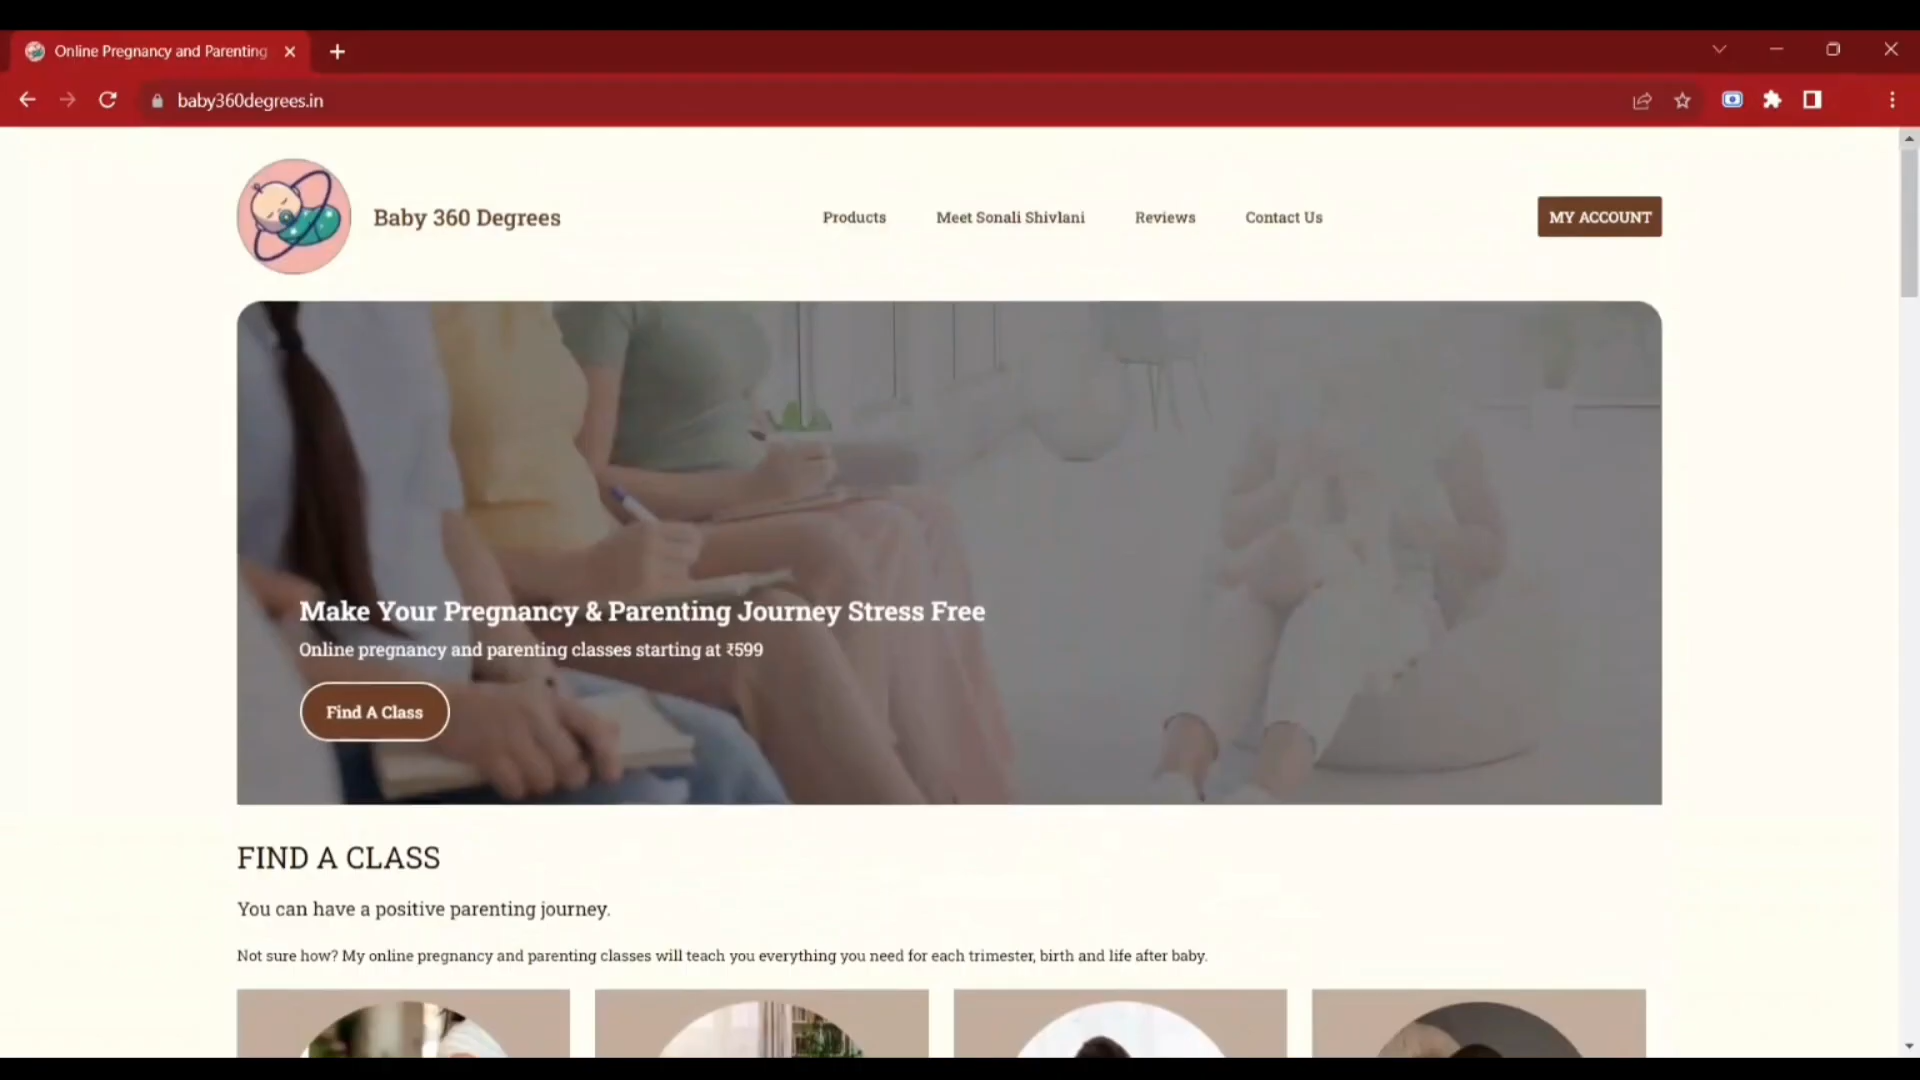 Online Pregnancy and Parenting
baby360degrees.in
Baby 360 Degrees
Products
Meet Sonali Shivlani
Reviews
Contact Us
MY ACCOUNT
Make Your Pregnancy & Parenting Journey Stress Free
Online pregnancy and parenting classes starting at ₹599
Find A Class
FIND A CLASS
You can have a positive parenting journey.
Not sure how? My online pregnancy and parenting classes will teach you everything you need for each trimester, birth and life after baby.